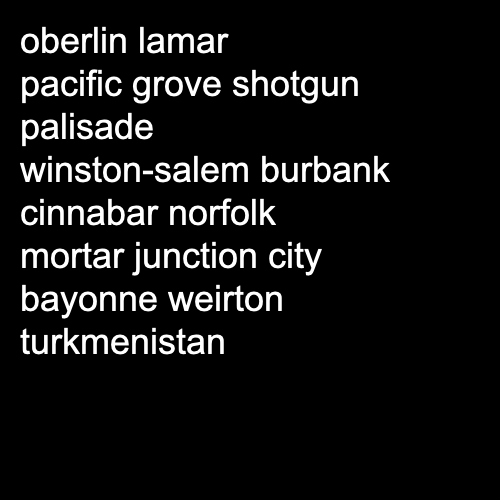 oberlin lamar
pacific grove shotgun
palisade
winston-salem burbank
cinnabar norfolk
mortar junction city
bayonne weirton
turkmenistan